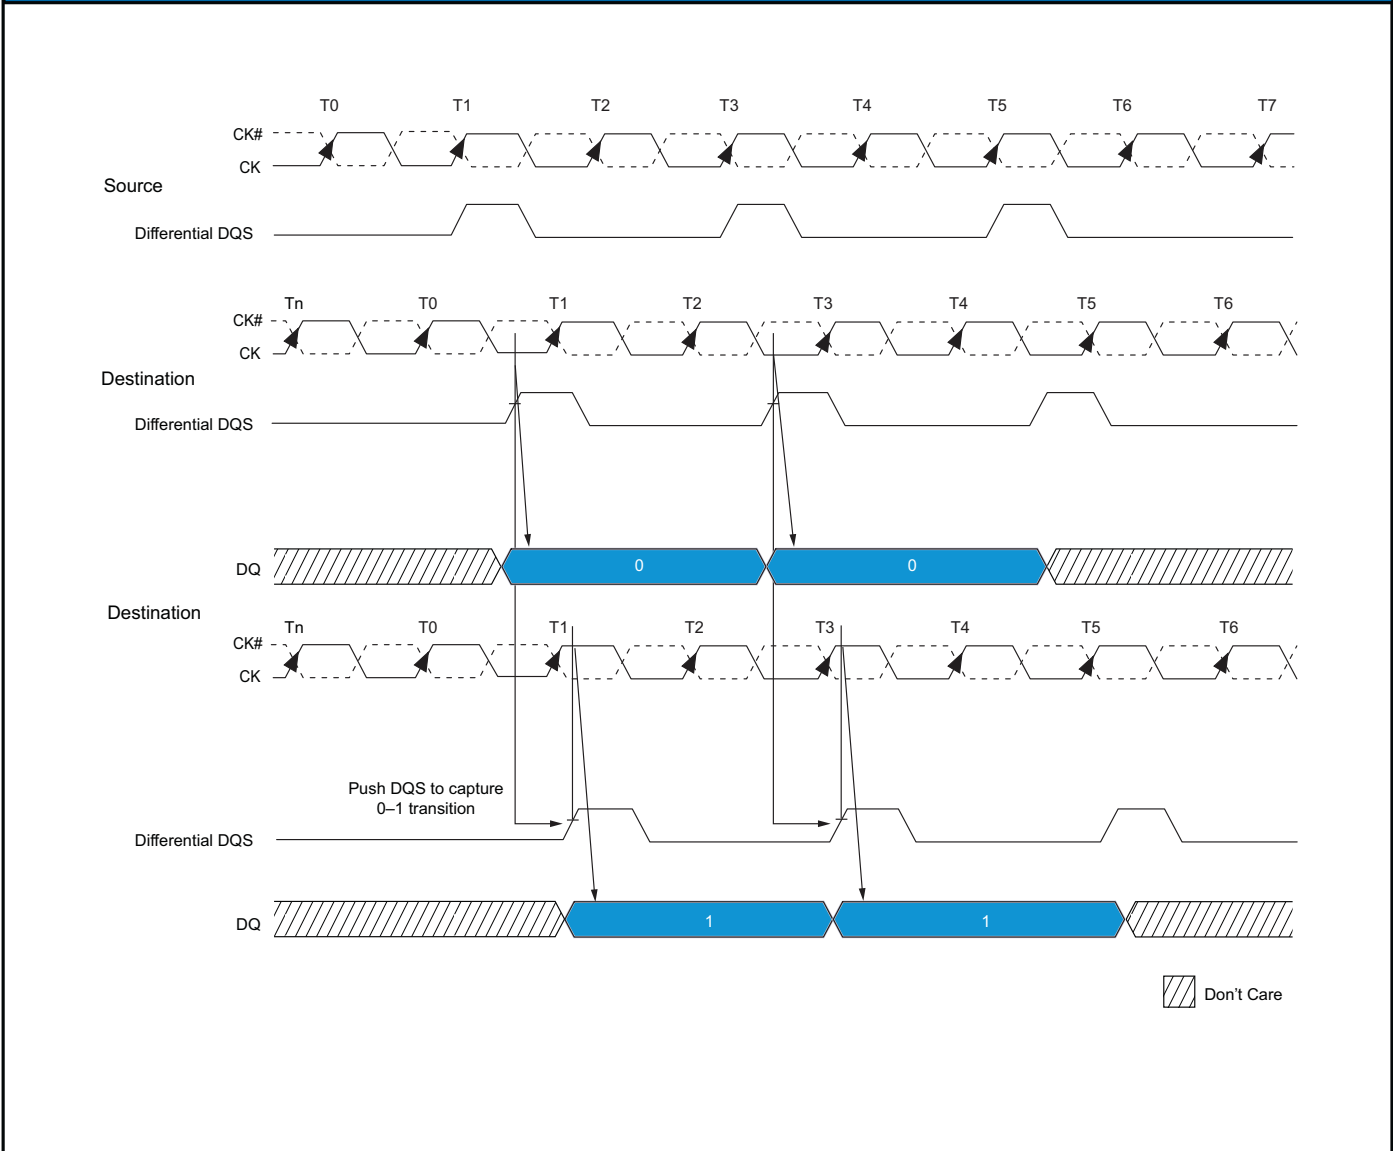 T0 T1 T2 T3 T4 T5 T6 T7
CK#
CK
Source
Differential DQS
Tn T0 T1 T2 T3 T4 T5 T6
CK#
CK
Destination
Differential DQS
DQ 0 0
Destination
Tn T0 T1 T2 T3 T4 T5 T6
CK#
CK
Push DQS to capture
0–1 transition
Differential DQS
DQ 1 1
Don't Care